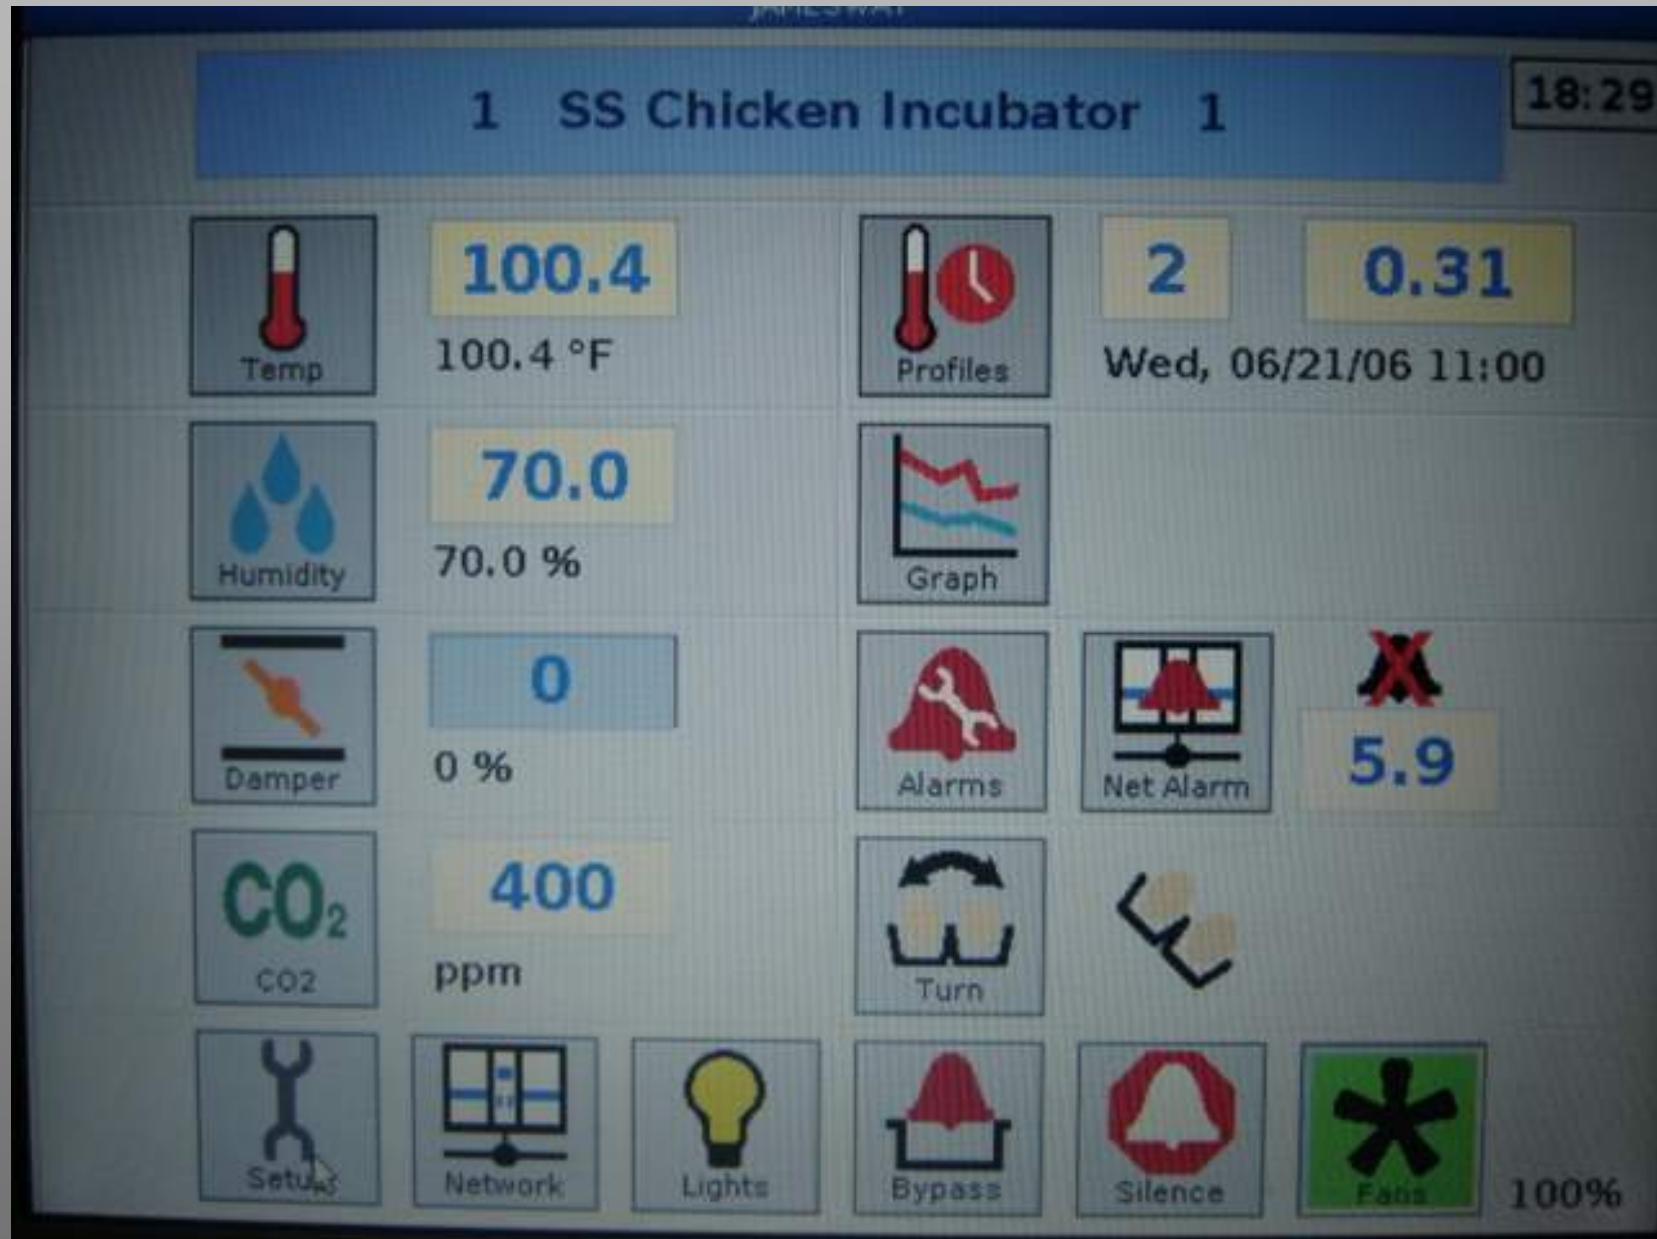 JAMESWAY
1 SS Chicken Incubator 1
18:29
100.4
100.4 °F
Temp
2
0.31
Wed, 06/21/06 11:00
Profiles
70.0
70.0 %
Humidity
Graph
0
0 %
Damper
Alarms
Net Alarm
5.9
CO2
400
ppm
CO2
Turn
Setup
Network
Lights
Bypass
Silence
Fans
100%